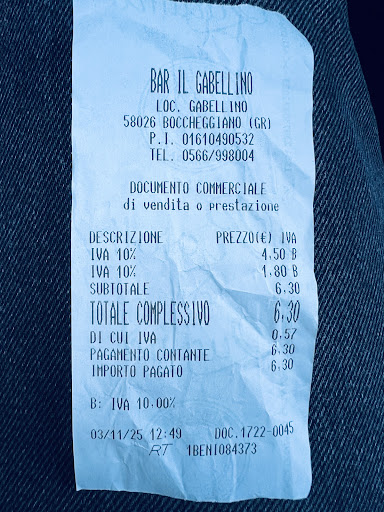 BAR IL GABELLINO
LOC. GABELLINO
58026 BOCCHEGGIANO (GR)
P.T. 01610490532
TEL. 0566/998004
DOCUMENTO COMMERCIALE
di vendita o prestazione
DESCRIZIONE PREZZO(€) IVA
IVA 10% 4,50 B
IVA 10% 1,80 B
SUBTOTALE 6,30
TOTALE COMPLESSIVO 6,30
DI CUI IVA 0,57
PAGAMENTO CONTANTE 6,30
IMPORTO PAGATO 6,30
B: IVA 10,00%
03/11/25 12:49 DOC.1722-0045
RT 1BENI084373